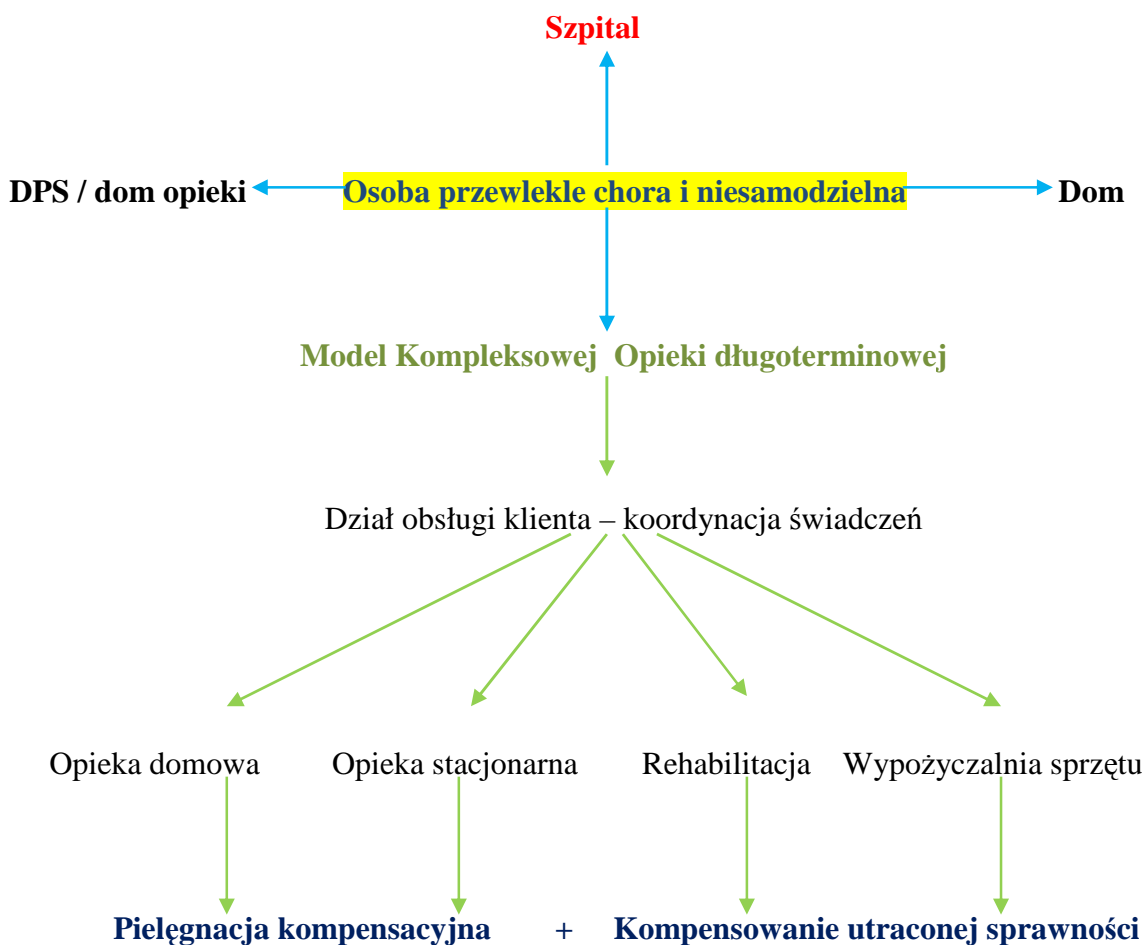 Szpital
DPS / dom opieki Osoba przewlekle chora i niesamodzielna Dom
Model Kompleksowej Opieki długoterminowej
Dział obsługi klienta – koordynacja świadczeń
Opieka domowa Opieka stacjonarna Rehabilitacja Wypożyczalnia sprzętu
Pielęgnacja kompensacyjna + Kompensowanie utraconej sprawności